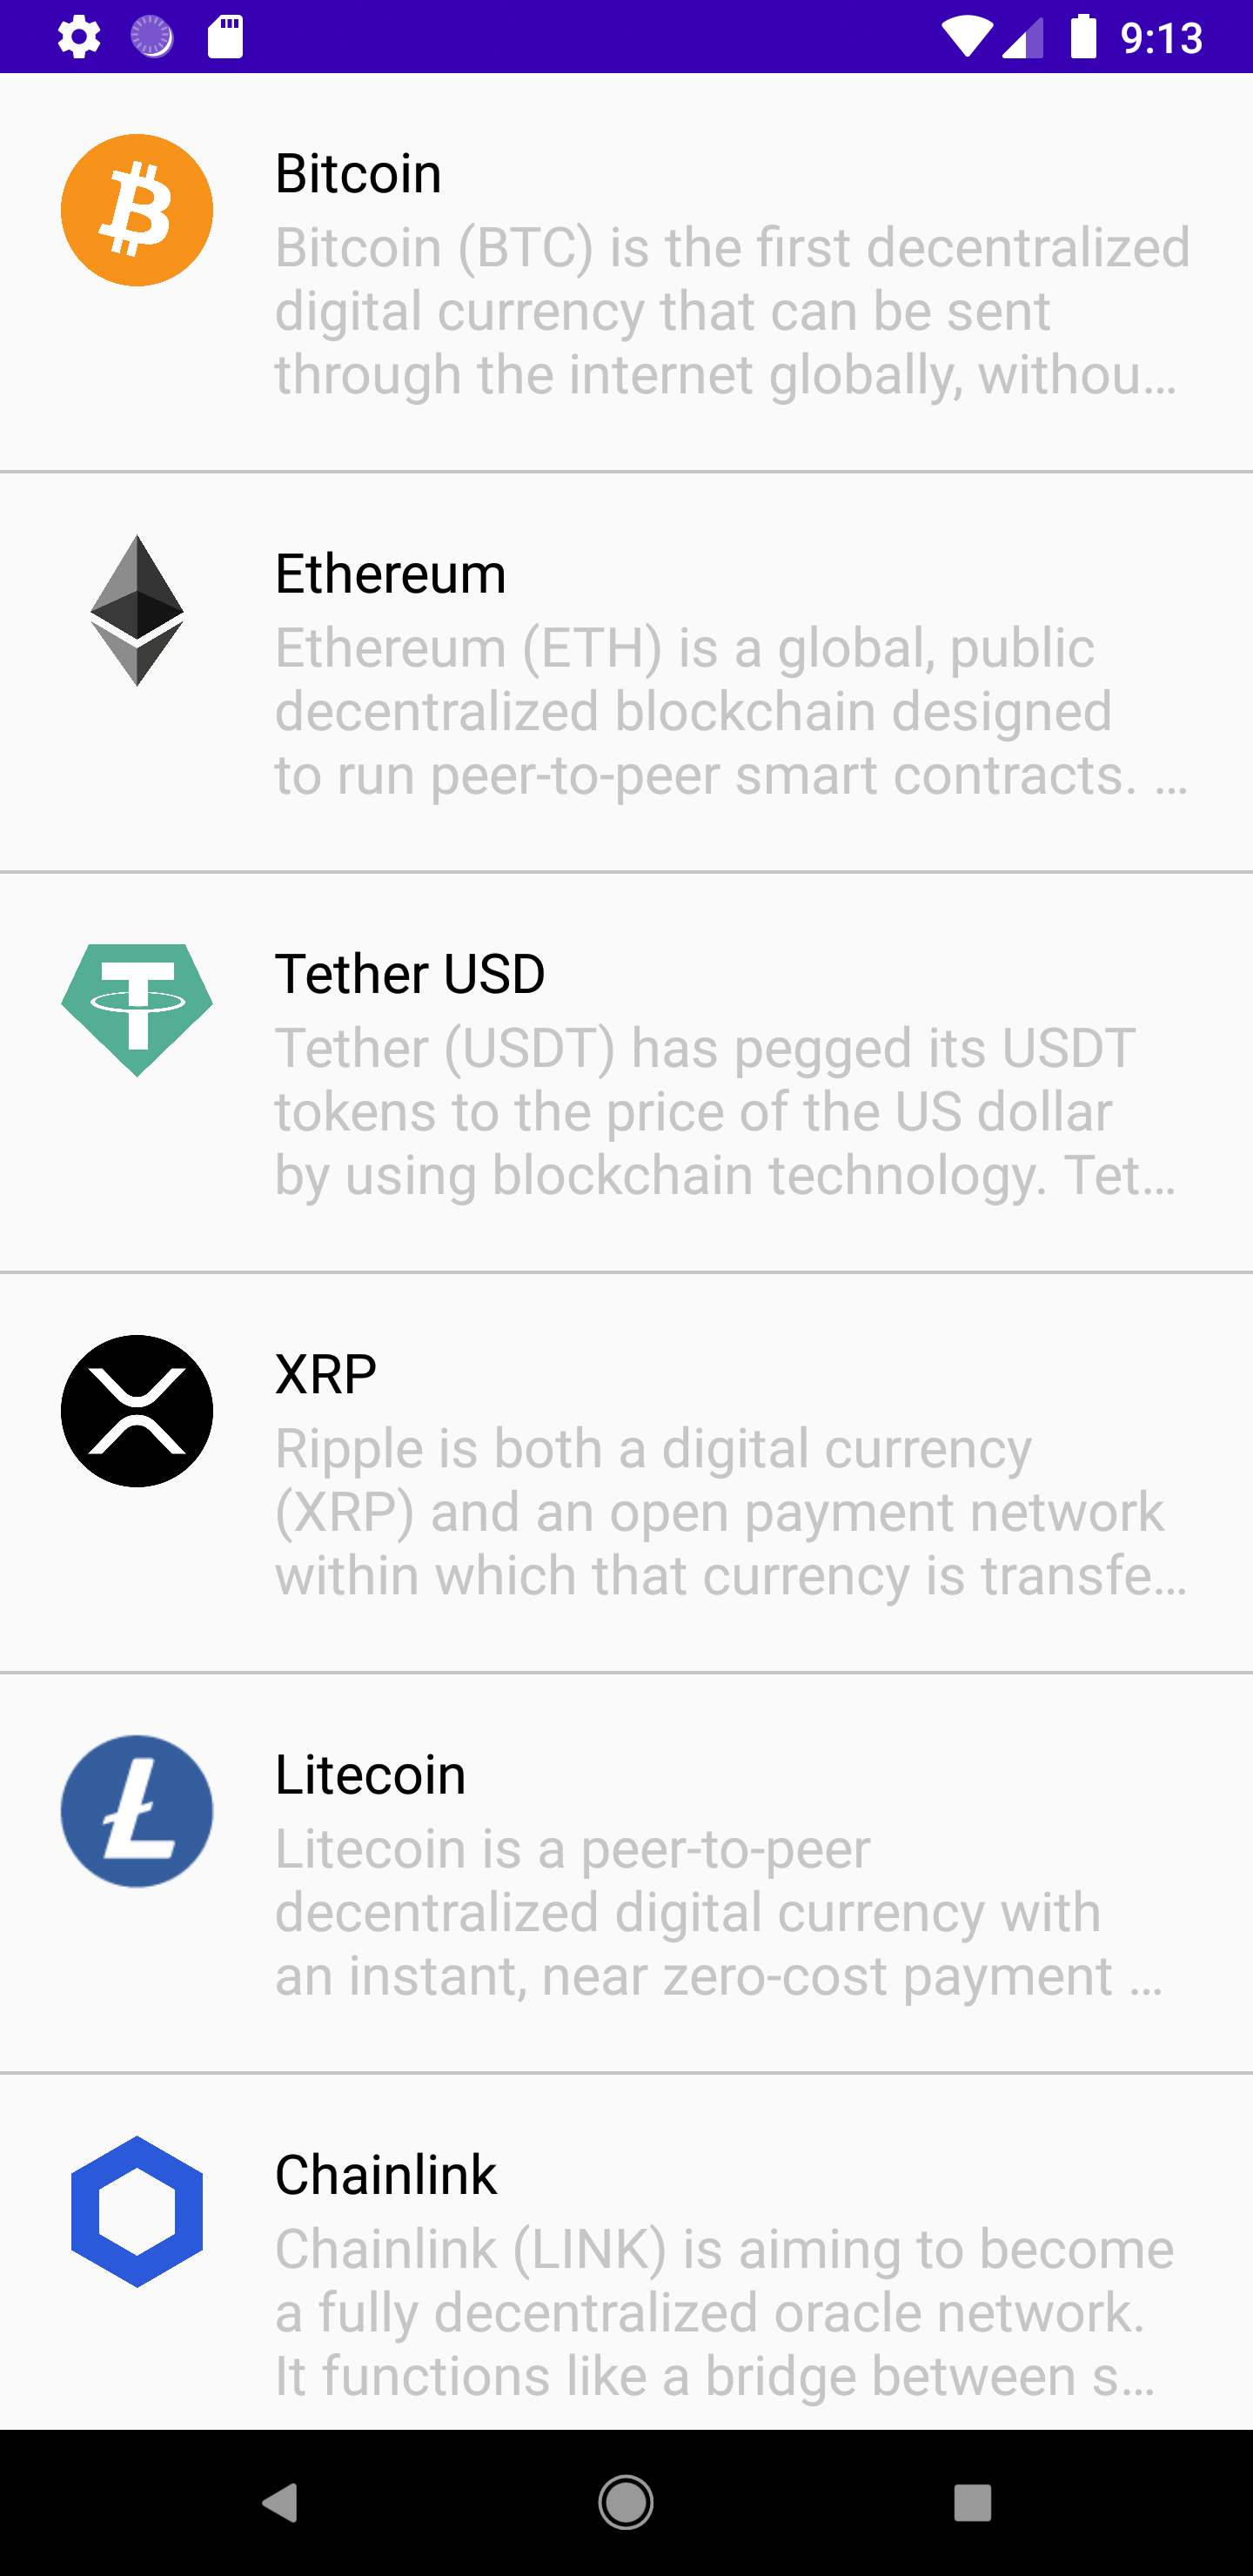 9:13
Bitcoin
Bitcoin (BTC) is the first decentralized
digital currency that can be sent
through the internet globally, withou…
Ethereum
Ethereum (ETH) is a global, public
decentralized blockchain designed
to run peer-to-peer smart contracts. …
Tether USD
Tether (USDT) has pegged its USDT
tokens to the price of the US dollar
by using blockchain technology. Tet…
XRP
Ripple is both a digital currency
(XRP) and an open payment network
within which that currency is transfe…
Litecoin
Litecoin is a peer-to-peer
decentralized digital currency with
an instant, near zero-cost payment …
Chainlink
Chainlink (LINK) is aiming to become
a fully decentralized oracle network.
It functions like a bridge between s…